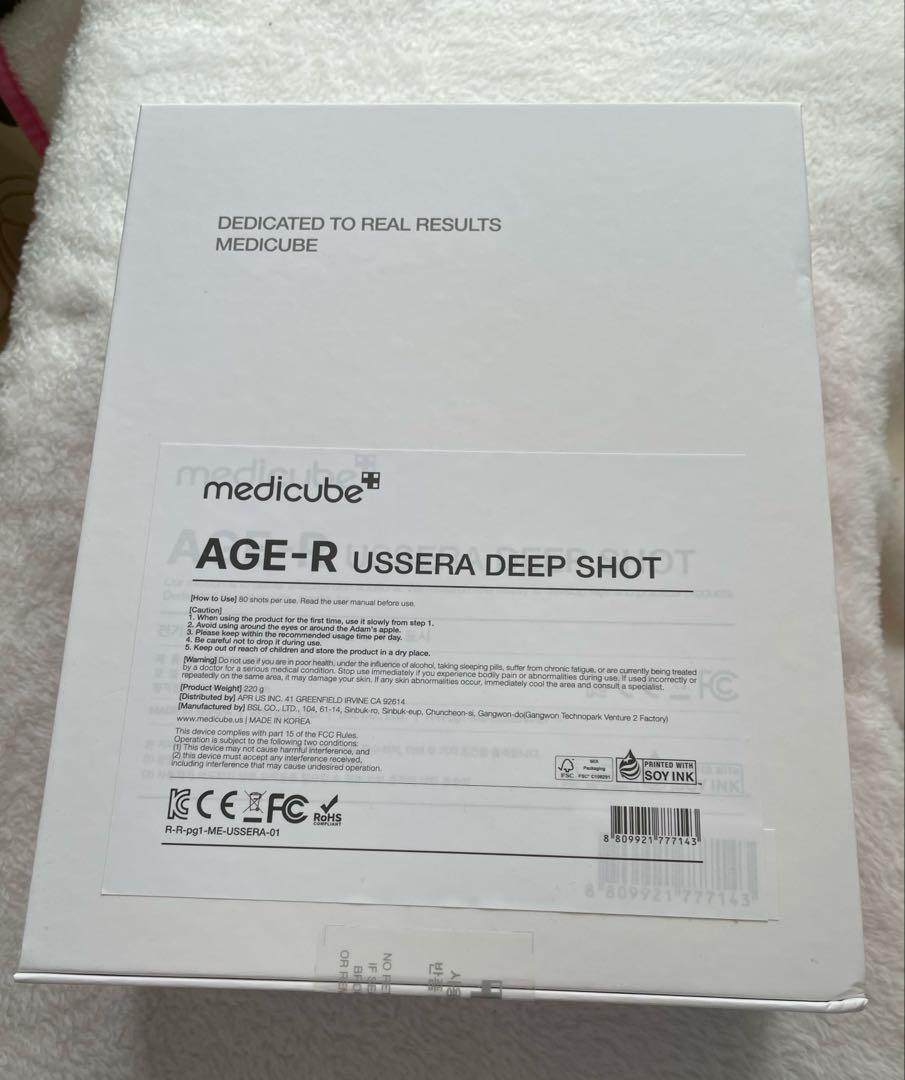 DEDICATED TO REAL RESULTS
MEDICUBE
medicube
AGE-R USSERA DEEP SHOT
[How to Use] 80 shots per use. Read the user manual before use.
[Caution]
1. When using the product for the first time, use it slowly from step 1.
2. Avoid using around the eyes or around the Adam's apple.
3. Please keep within the recommended usage time per day.
4. Be careful not to drop it during use.
5. Keep out of reach of children and store the product in a dry place.
[Warning] Do not use if you are in poor health, under the influence of alcohol, taking sleeping pills, suffer from chronic fatigue, or are currently being treated
by a doctor for a serious medical condition. Stop use immediately if you experience bodily pain or abnormalities during use. If used incorrectly or
repeatedly on the same area, it may damage your skin. If any skin abnormalities occur, immediately cool the area and consult a specialist.
[Product Weight] 220 g
[Distributed by] APR US INC. 41 GREENFIELD IRVINE CA 92614
[Manufactured by] BSL CO., LTD., 104, 61-14, Sinbuk-ro, Sinbuk-eup, Chuncheon-si, Gangwon-do(Gangwon Technopark Venture 2 Factory)
www.medicube.us | MADE IN KOREA
This device complies with part 15 of the FCC Rules.
Operation is subject to the following two conditions:
(1) This device may not cause harmful interference, and
(2) this device must accept any interference received,
including interference that may cause undesired operation.
FSC
MIX
Packaging
FSC® C108291
PRINTED WITH
SOY INK
CE FC RoHS
COMPLIANT
R-R-pg1-ME-USSERA-01
8 809921 777143
8 809921 777143